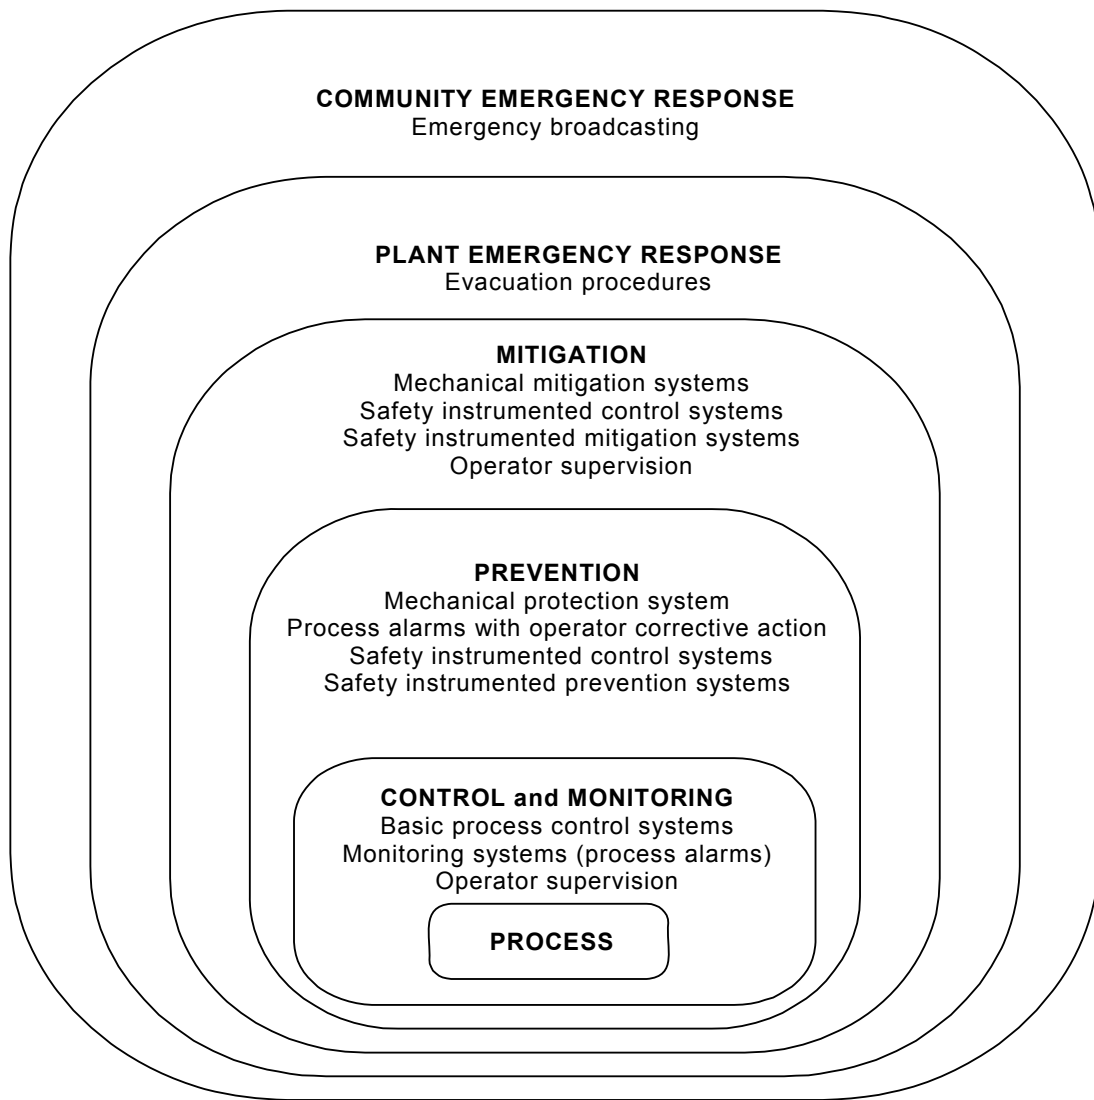 COMMUNITY EMERGENCY RESPONSE
Emergency broadcasting
PLANT EMERGENCY RESPONSE
Evacuation procedures
MITIGATION
Mechanical mitigation systems
Safety instrumented control systems
Safety instrumented mitigation systems
Operator supervision
PREVENTION
Mechanical protection system
Process alarms with operator corrective action
Safety instrumented control systems
Safety instrumented prevention systems
CONTROL and MONITORING
Basic process control systems
Monitoring systems (process alarms)
Operator supervision
PROCESS